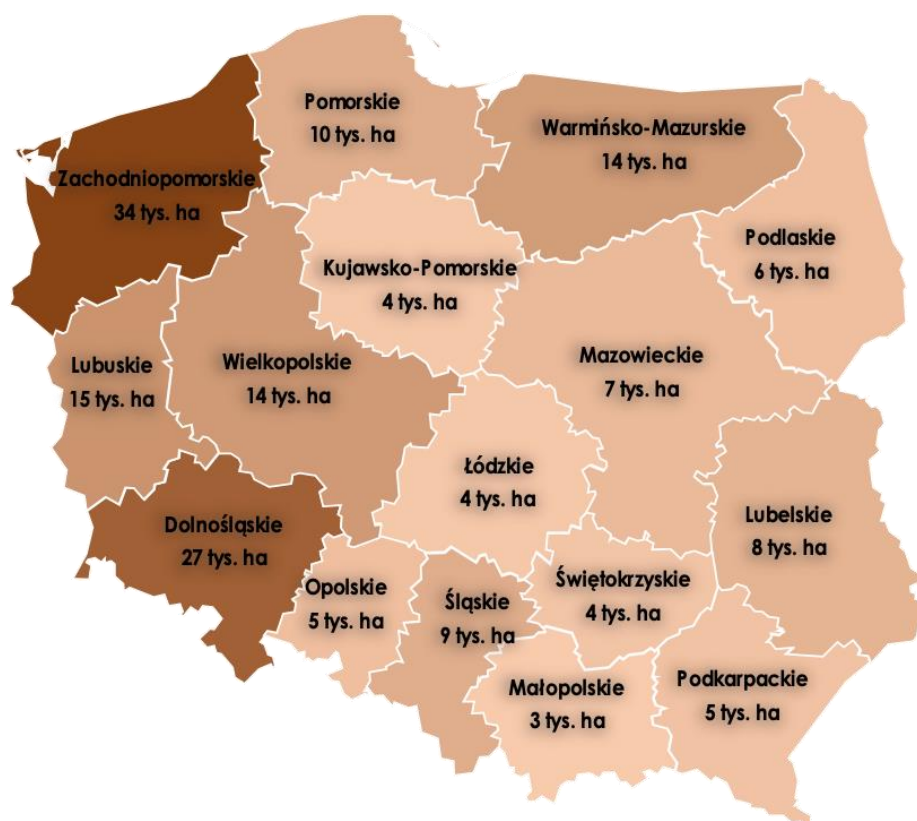 Pomorskie
10 tys. ha
Warmińsko-Mazurskie
14 tys. ha
Zachodniopomorskie
34 tys. ha
Podlaskie
6 tys. ha
Kujawsko-Pomorskie
4 tys. ha
Lubuskie
15 tys. ha
Wielkopolskie
14 tys. ha
Mazowieckie
7 tys. ha
Łódzkie
4 tys. ha
Dolnośląskie
27 tys. ha
Lubelskie
8 tys. ha
Opolskie
5 tys. ha
Śląskie
9 tys. ha
Świętokrzyskie
4 tys. ha
Małopolskie
3 tys. ha
Podkarpackie
5 tys. ha